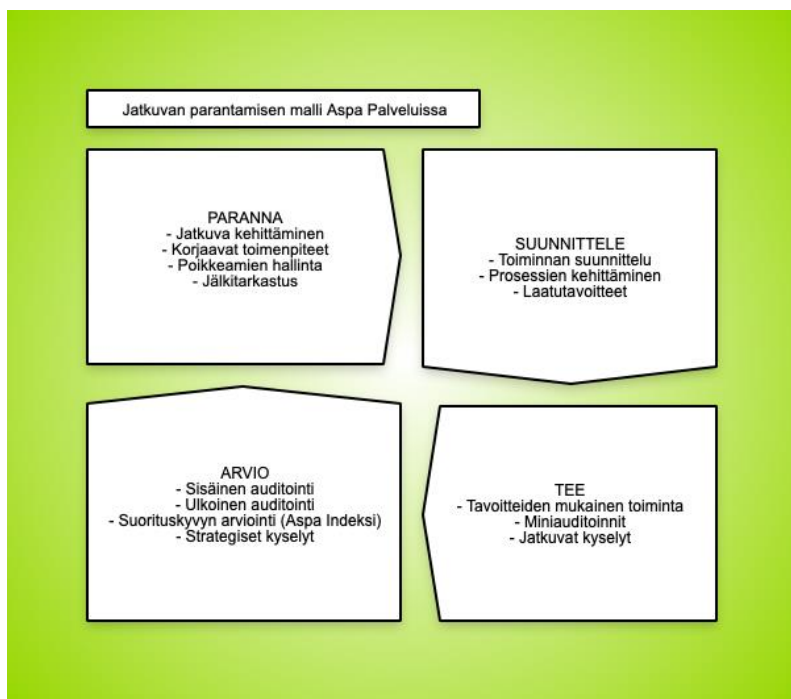 Jatkuvan parantamisen malli Aspa Palveluissa
PARANNA
- Jatkuva kehittäminen
- Korjaavat toimenpiteet
- Poikkeamien hallinta
- Jälkitarkastus
SUUNNITTELE
- Toiminnan suunnittelu
- Prosessien kehittäminen
- Laatutavoitteet
ARVIO
- Sisäinen auditointi
- Ulkoinen auditointi
- Suorituskyvyn arviointi (Aspa Indeksi)
- Strategiset kyselyt
TEE
- Tavoitteiden mukainen toiminta
- Miniauditoinnit
- Jatkuvat kyselyt